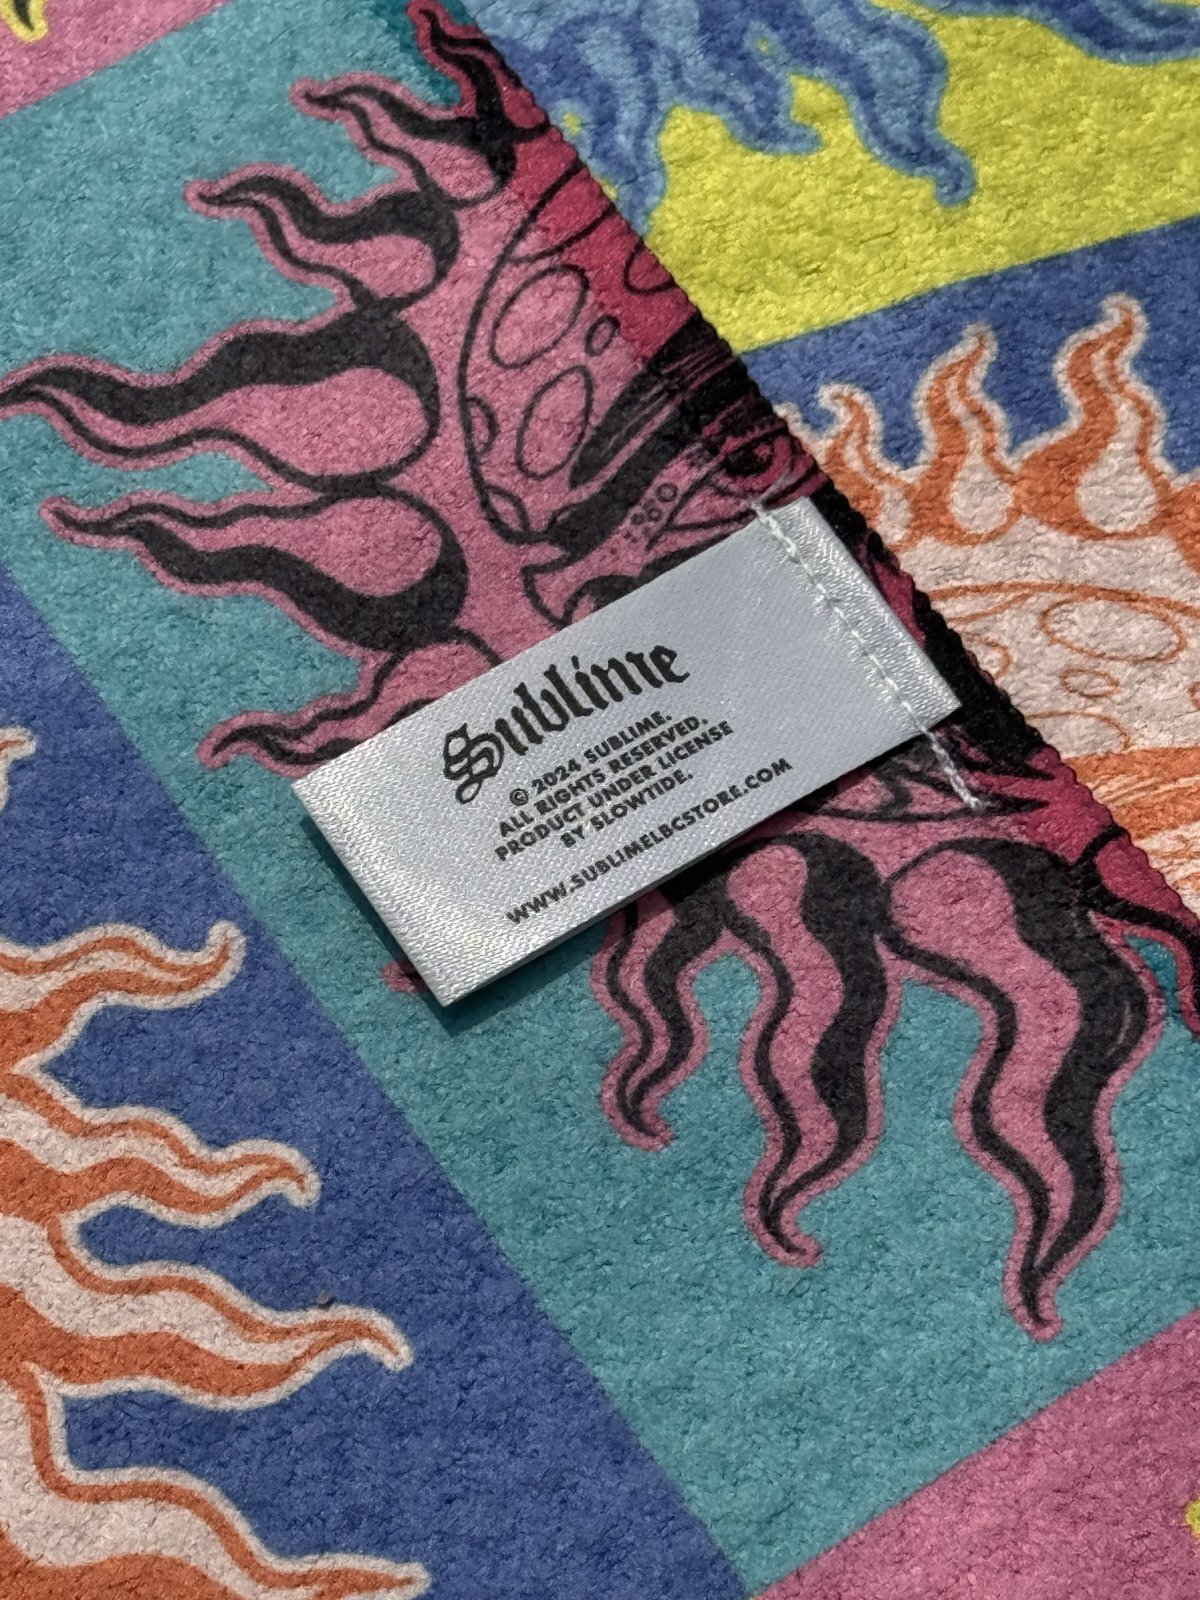 Sublime
© 2024 SUBLIME.
ALL RIGHTS RESERVED.
PRODUCT UNDER LICENSE
BY SLOWTIDE.
WWW.SUBLIMELBCSTORE.COM